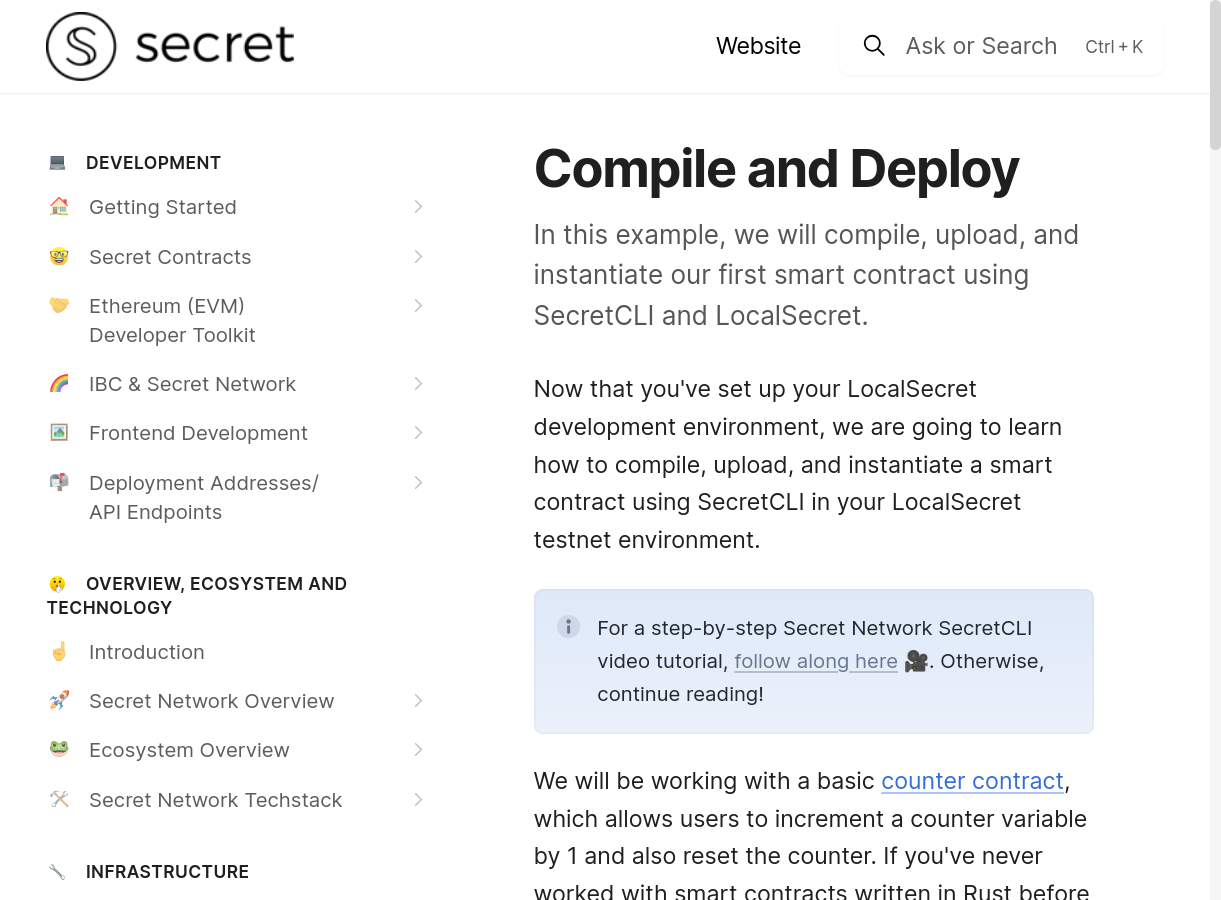 secret
Website
Ask or Search
Ctrl + K
DEVELOPMENT
Getting Started
Secret Contracts
Ethereum (EVM)
Developer Toolkit
IBC & Secret Network
Frontend Development
Deployment Addresses/
API Endpoints
OVERVIEW, ECOSYSTEM AND
TECHNOLOGY
Introduction
Secret Network Overview
Ecosystem Overview
Secret Network Techstack
INFRASTRUCTURE
Compile and Deploy
In this example, we will compile, upload, and
instantiate our first smart contract using
SecretCLI and LocalSecret.
Now that you've set up your LocalSecret
development environment, we are going to learn
how to compile, upload, and instantiate a smart
contract using SecretCLI in your LocalSecret
testnet environment.
For a step-by-step Secret Network SecretCLI
video tutorial, follow along here 🎥. Otherwise,
continue reading!
We will be working with a basic counter contract,
which allows users to increment a counter variable
by 1 and also reset the counter. If you've never
worked with smart contracts written in Rust before